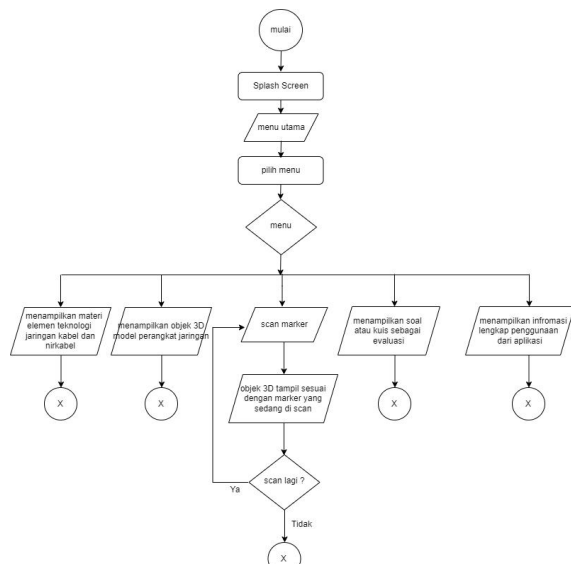 mulai
Splash Screen
menu utama
pilih menu
menu
menampilkan materi
elemen teknologi
jaringan kabel dan
nirkabel
menampilkan objek 3D
model perangkat jaringan
scan marker
menampilkan soal
atau kuis sebagai
evaluasi
menampilkan infromasi
lengkap penggunaan
dari aplikasi
X
X
objek 3D tampil sesuai
dengan marker yang
sedang di scan
X
X
scan lagi ?
Ya
Tidak
X